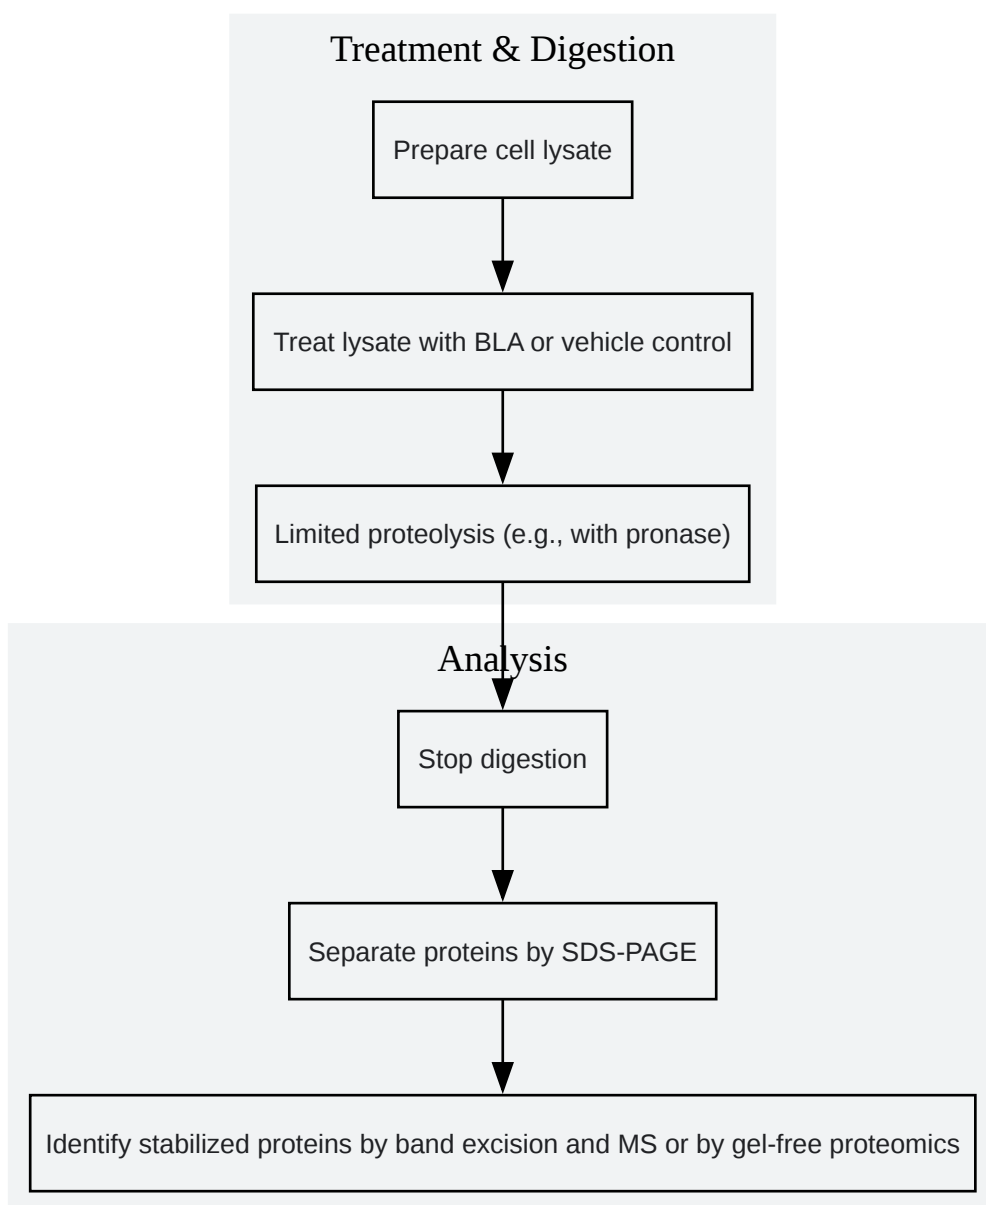 Treatment & Digestion
Prepare cell lysate
Treat lysate with BLA or vehicle control
Limited proteolysis (e.g., with pronase)
Analysis
Stop digestion
Separate proteins by SDS-PAGE
Identify stabilized proteins by band excision and MS or by gel-free proteomics